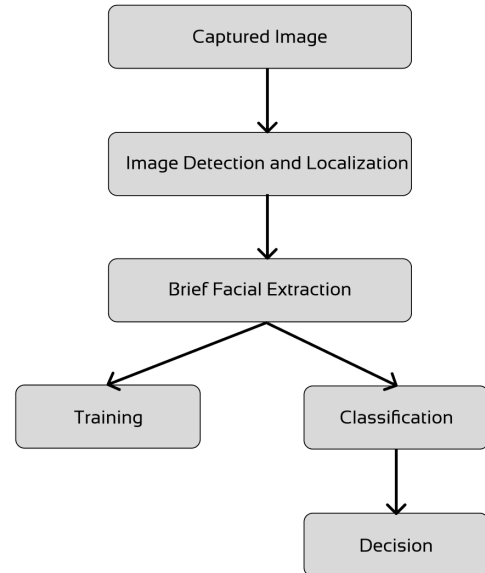 Captured Image
Image Detection and Localization
Brief Facial Extraction
Training
Classification
Decision